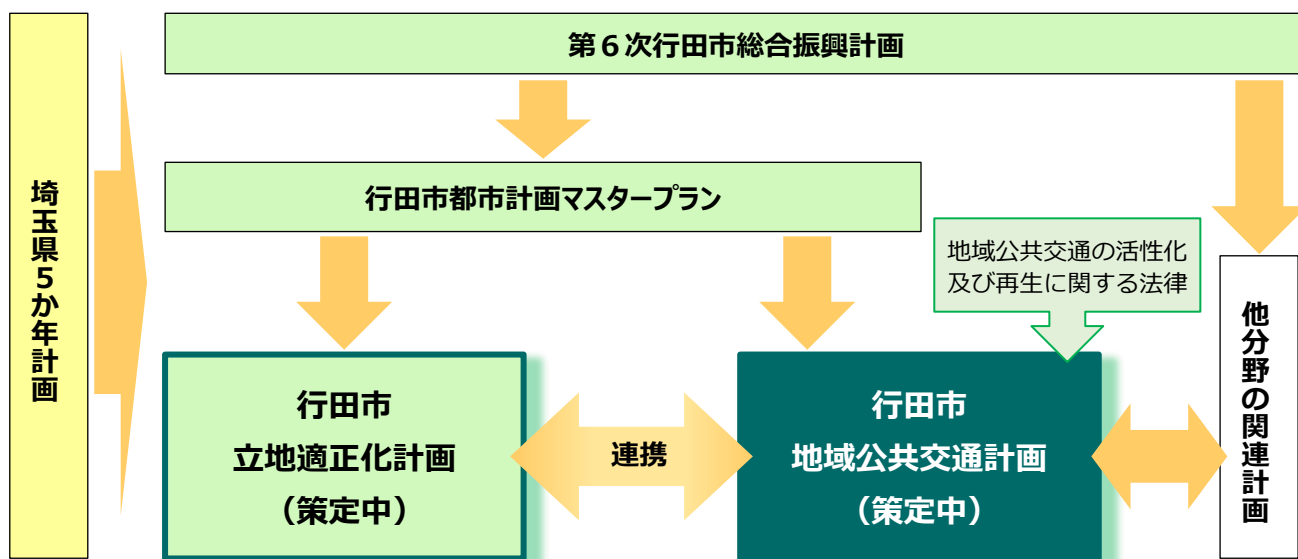 第６次行田市総合振興計画
埼玉県５か年計画
行田市都市計画マスタープラン
地域公共交通の活性化
及び再生に関する法律
行田市
立地適正化計画
（策定中）
連携
行田市
地域公共交通計画
（策定中）
他分野の関連計画